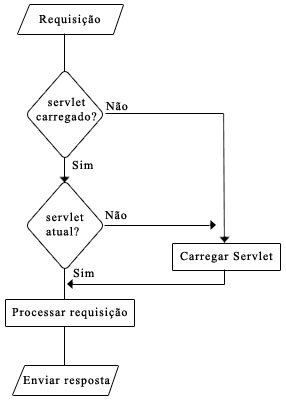 Requisição
servlet
carregado?
Não
Sim
servlet
atual?
Não
Carregar Servlet
Sim
Processar requisição
Enviar resposta